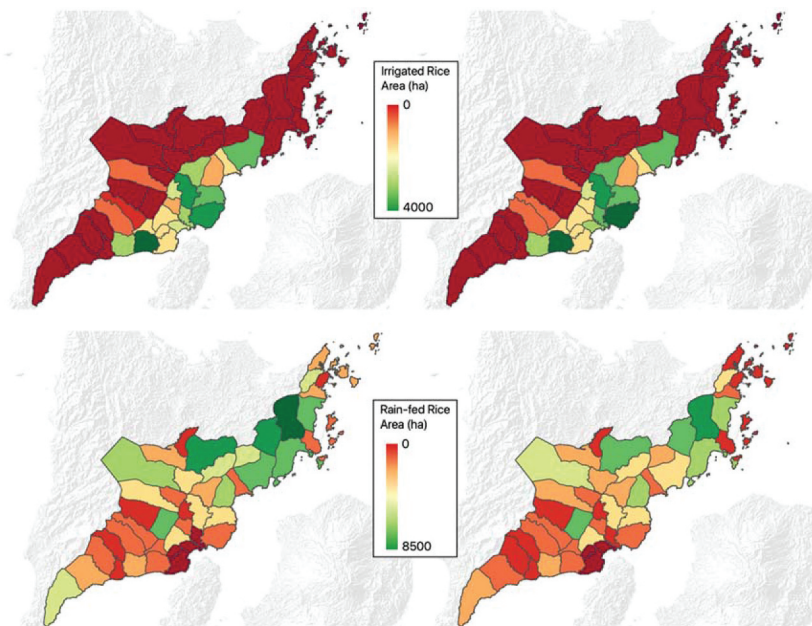 Irrigated Rice
Area (ha)
0
4000
Rain-fed Rice
Area (ha)
0
8500